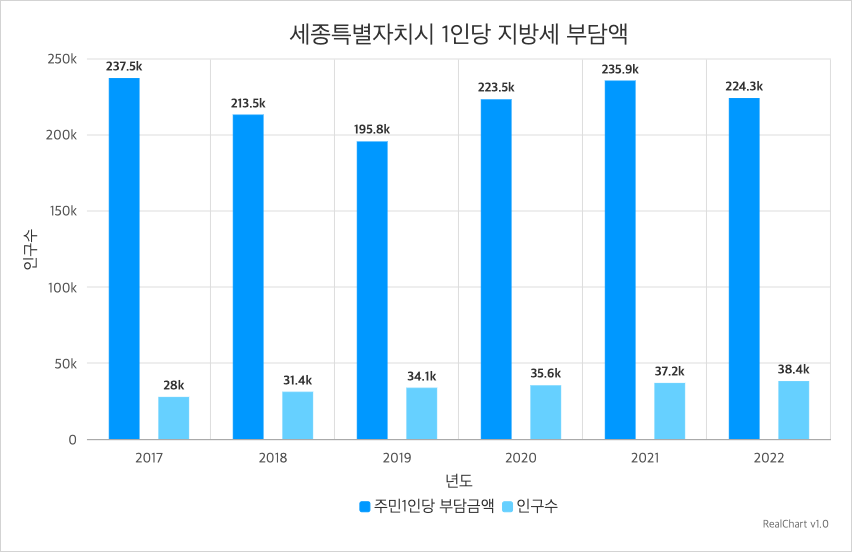 세종특별자치시 1인당 지방세 부담액
250k
200k
150k
100k
50k
0
인구수
237.5k
213.5k
195.8k
223.5k
235.9k
224.3k
28k
31.4k
34.1k
35.6k
37.2k
38.4k
2017 2018 2019 2020 2021 2022
년도
주민1인당 부담금액 인구수
RealChart v1.0